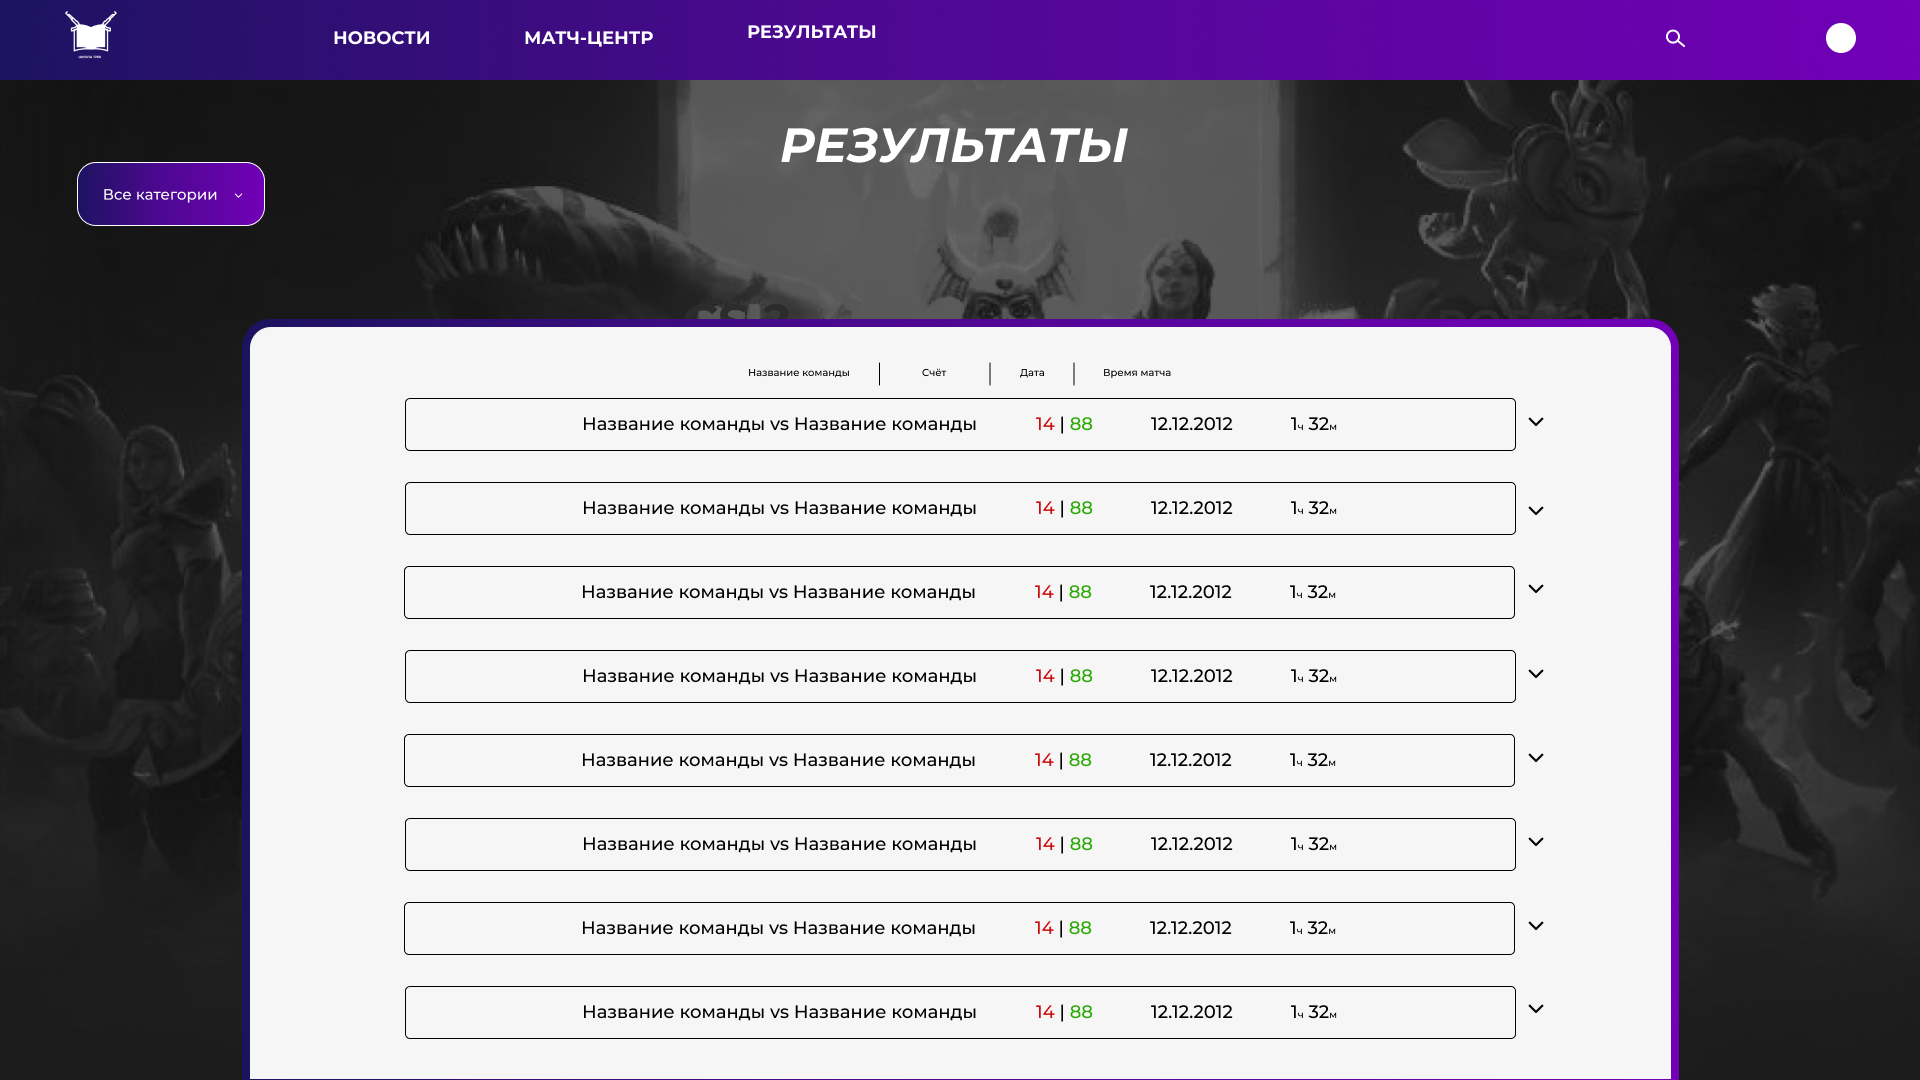 НОВОСТИ МАТЧ-ЦЕНТР РЕЗУЛЬТАТЫ
РЕЗУЛЬТАТЫ
Все категории
Название команды Счёт Дата Время матча
Название команды vs Название команды 14 | 88 12.12.2012 1ч 32м
Название команды vs Название команды 14 | 88 12.12.2012 1ч 32м
Название команды vs Название команды 14 | 88 12.12.2012 1ч 32м
Название команды vs Название команды 14 | 88 12.12.2012 1ч 32м
Название команды vs Название команды 14 | 88 12.12.2012 1ч 32м
Название команды vs Название команды 14 | 88 12.12.2012 1ч 32м
Название команды vs Название команды 14 | 88 12.12.2012 1ч 32м
Название команды vs Название команды 14 | 88 12.12.2012 1ч 32м